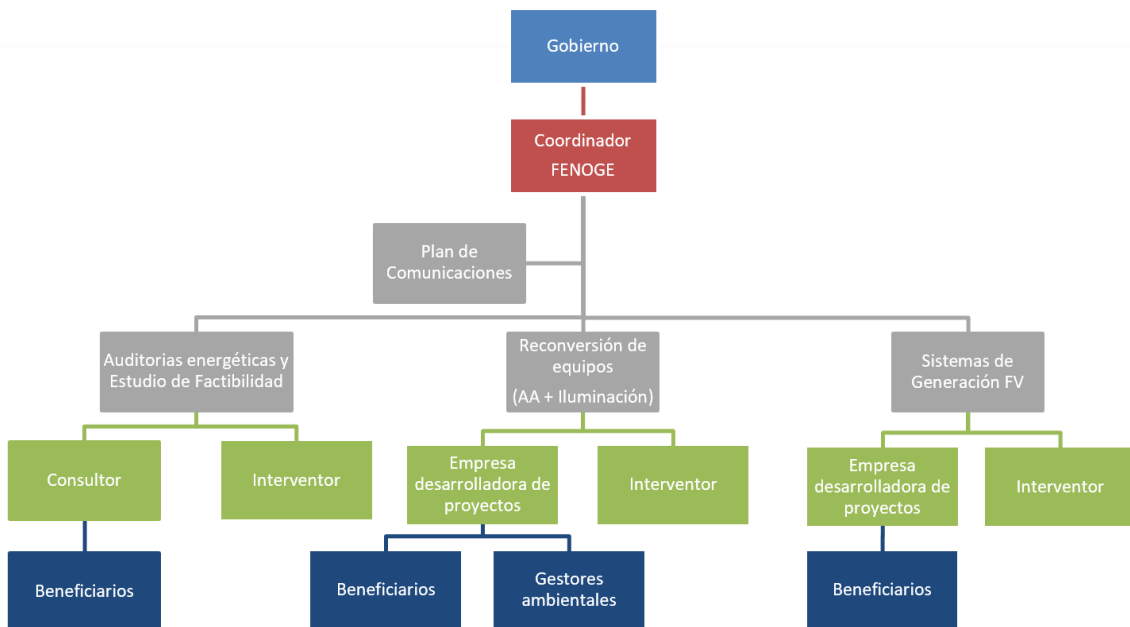 Gobierno
Coordinador
FENOGE
Plan de
Comunicaciones
Auditorias energéticas y
Estudio de Factibilidad
Reconversión de
equipos
(AA + Iluminación)
Sistemas de
Generación FV
Consultor
Interventor
Empresa
desarrolladora de
proyectos
Interventor
Empresa
desarrolladora de
proyectos
Interventor
Beneficiarios
Beneficiarios
Gestores
ambientales
Beneficiarios